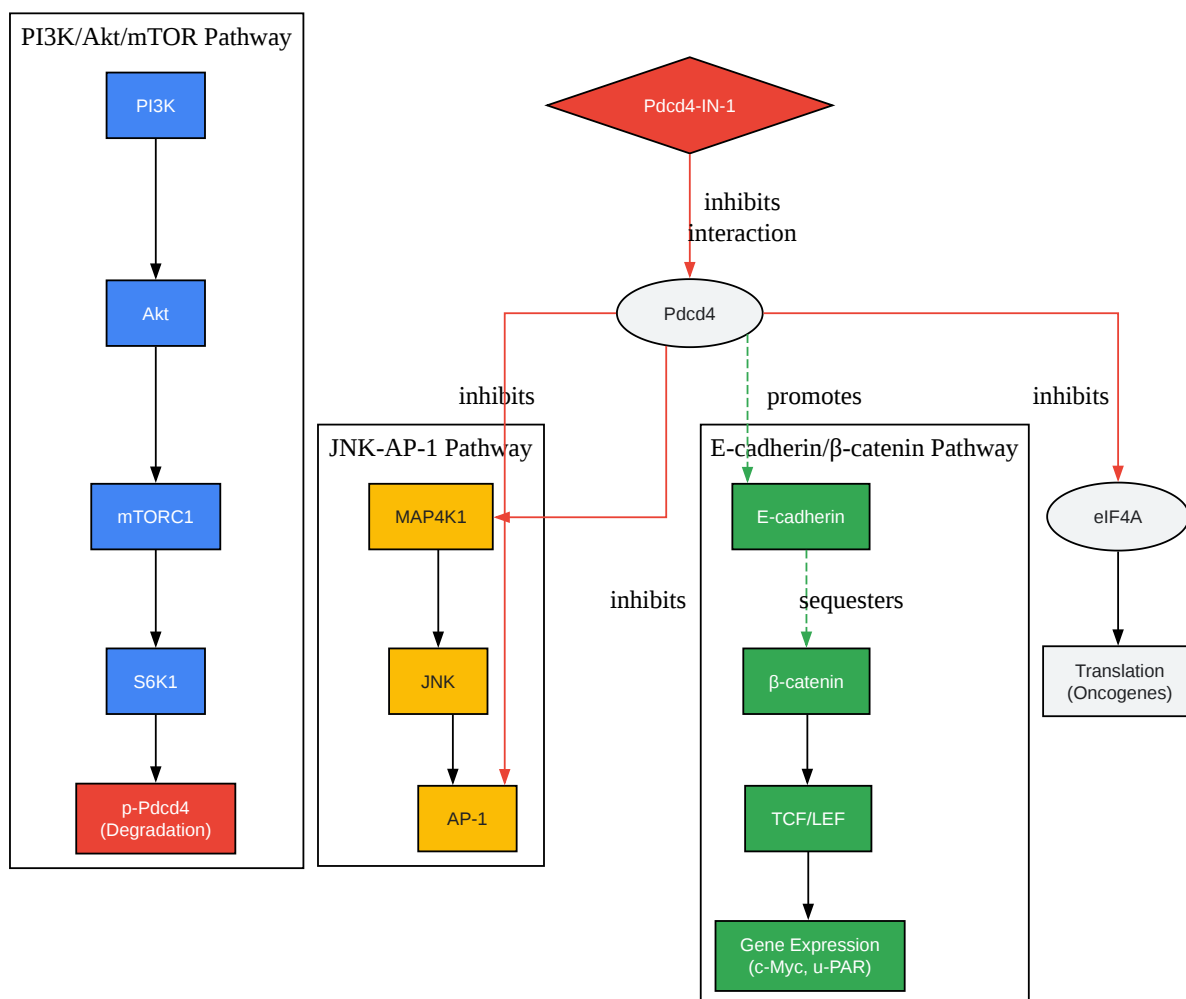 PI3K/Akt/mTOR Pathway
PI3K
Akt
mTORC1
S6K1
p-Pdcd4
(Degradation)
Pdcd4-IN-1
inhibits
interaction
Pdcd4
inhibits
promotes
inhibits
JNK-AP-1 Pathway
MAP4K1
inhibits
JNK
AP-1
E-cadherin/β-catenin Pathway
E-cadherin
sequesters
β-catenin
TCF/LEF
Gene Expression
(c-Myc, u-PAR)
eIF4A
Translation
(Oncogenes)